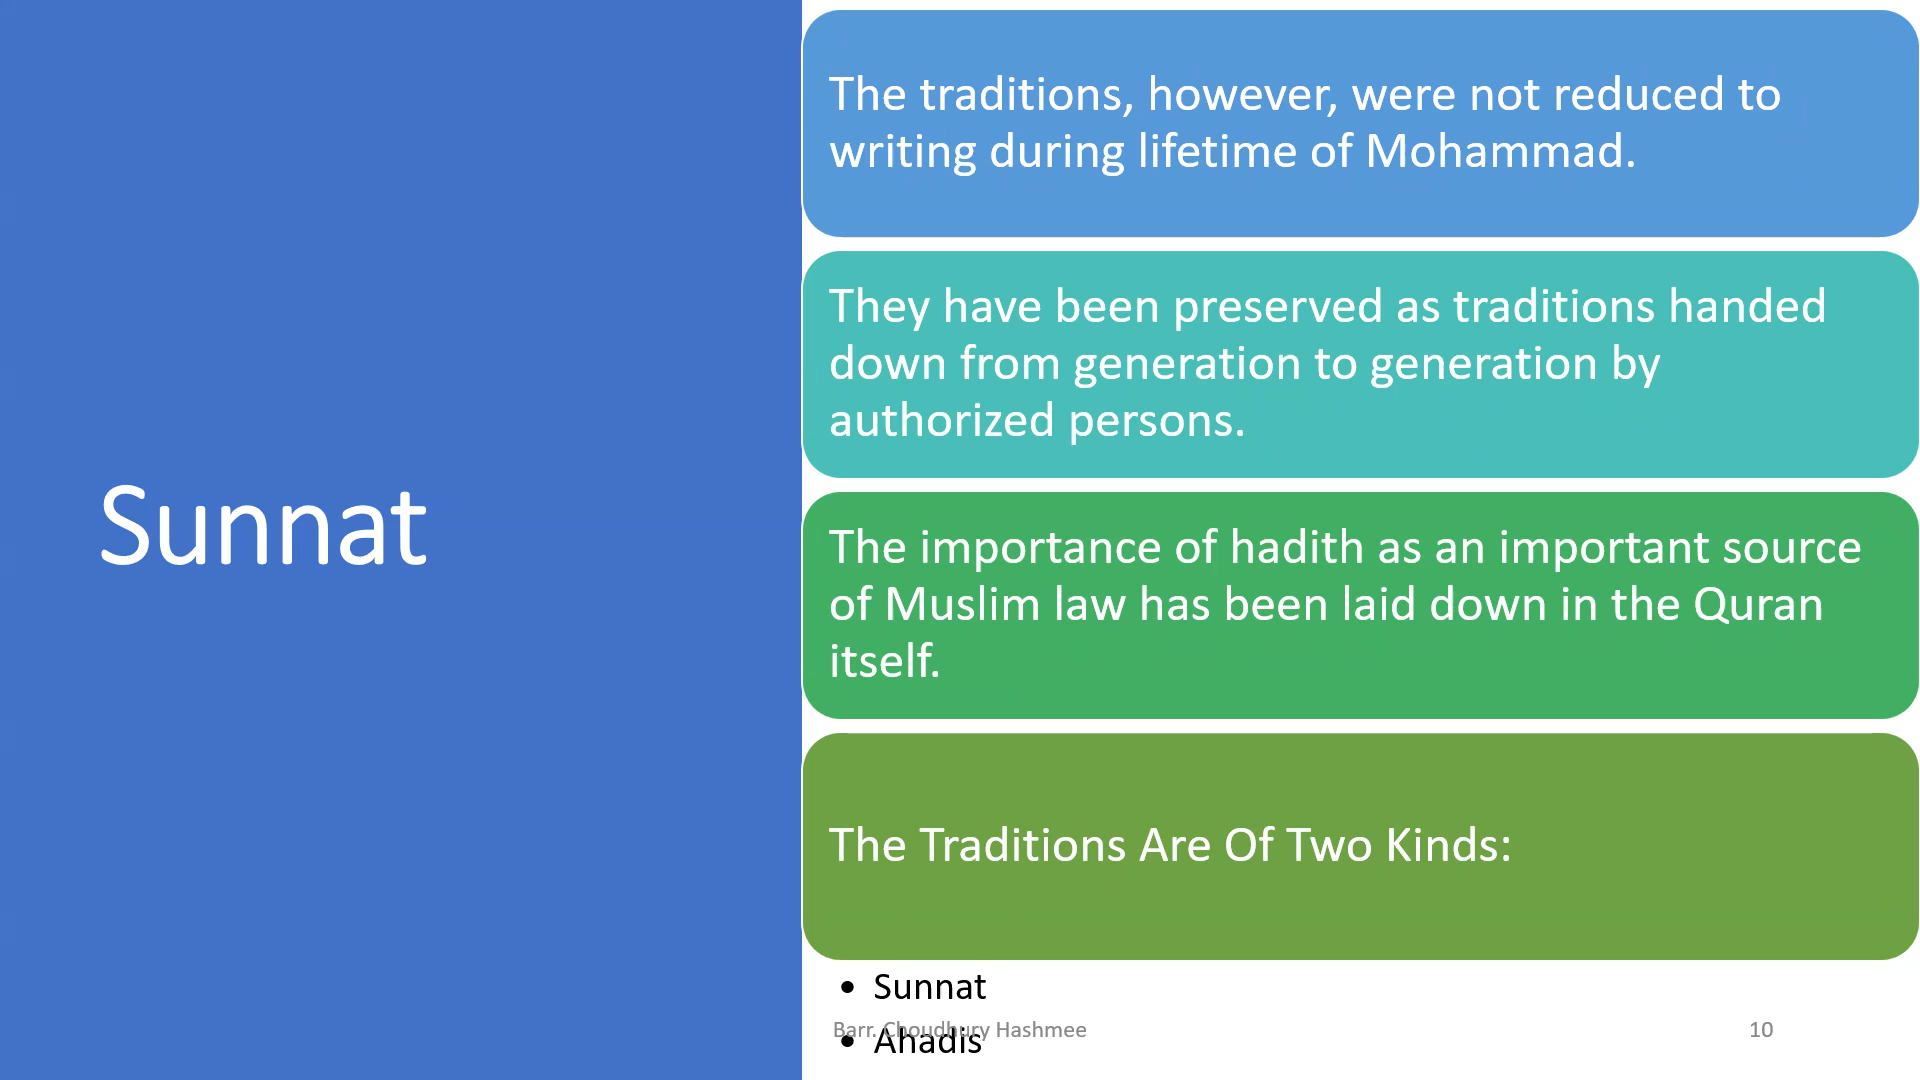 Sunnat
The traditions, however, were not reduced to
writing during lifetime of Mohammad.
They have been preserved as traditions handed
down from generation to generation by
authorized persons.
The importance of hadith as an important source
of Muslim law has been laid down in the Quran
itself.
The Traditions Are Of Two Kinds:
• Sunnat
• Ahadis
Barr. Choudhury Hashmee
10